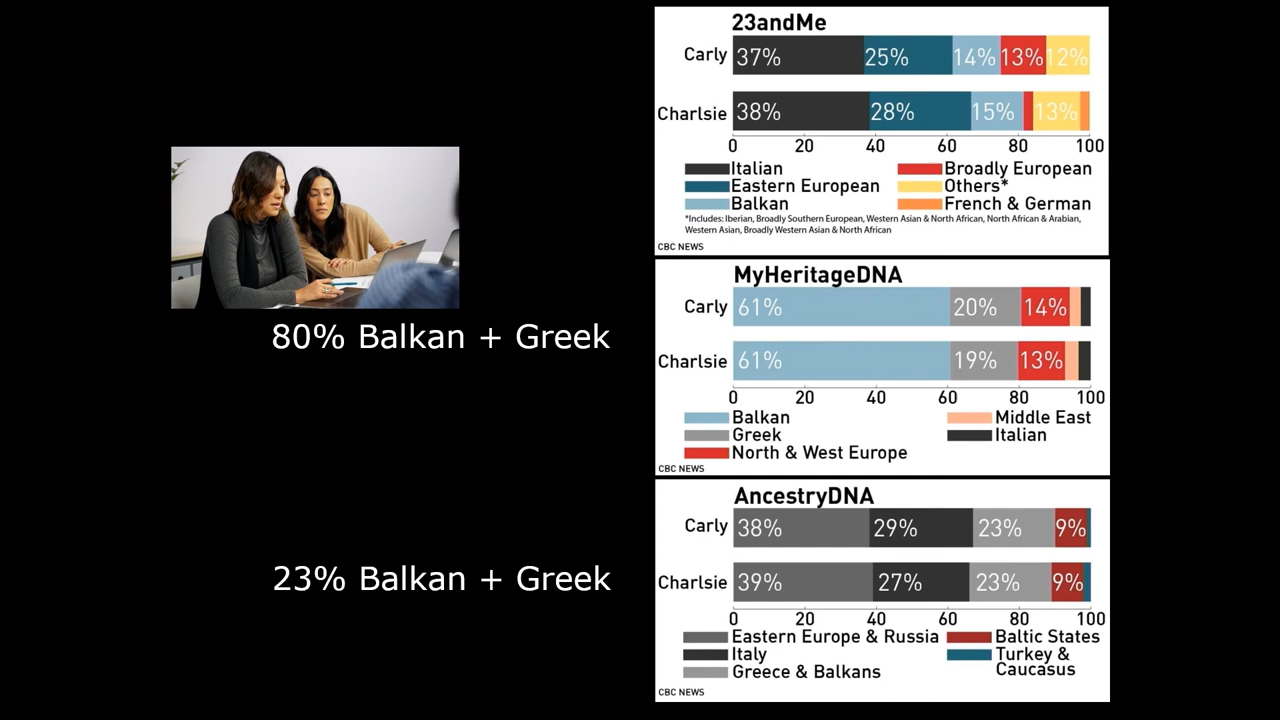 23andMe
Carly 37% 25% 14% 13% 12%
Charlsie 38% 28% 15% 13%
0 20 40 60 80 100
Italian Broadly European
Eastern European Others*
Balkan French & German
*Includes: Iberian, Broadly Southern European, Western Asian & North African, North African & Arabian,
Western Asian, Broadly Western Asian & North African
CBC NEWS
MyHeritageDNA
Carly 61% 20% 14%
80% Balkan + Greek
Charlsie 61% 19% 13%
0 20 40 60 80 100
Balkan Middle East
Greek Italian
North & West Europe
CBC NEWS
AncestryDNA
Carly 38% 29% 23% 9%
23% Balkan + Greek
Charlsie 39% 27% 23% 9%
0 20 40 60 80 100
Eastern Europe & Russia Baltic States
Italy Turkey &
Greece & Balkans Caucasus
CBC NEWS